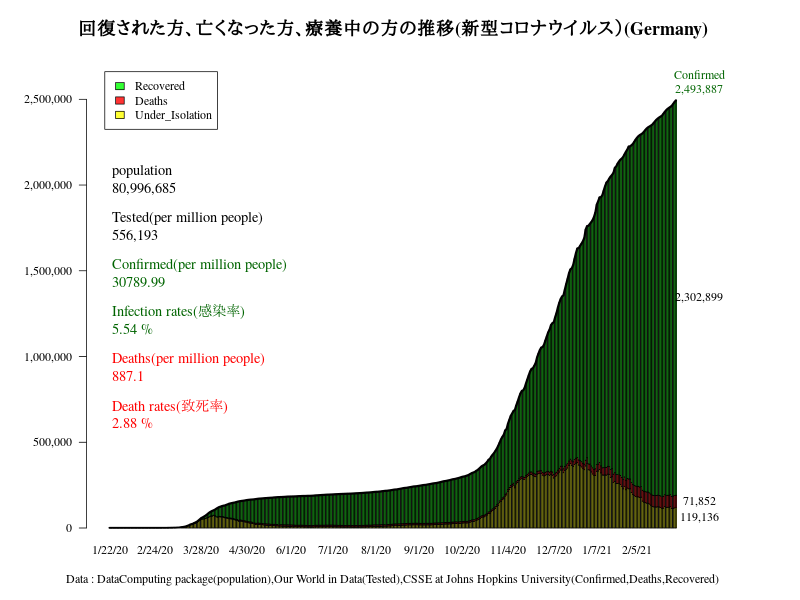 回復された方、亡くなった方、療養中の方の推移(新型コロナウイルス)(Germany)
Confirmed
2,493,887
Recovered
Deaths
Under_Isolation
2,500,000
2,000,000
1,500,000
1,000,000
500,000
0
population
80,996,685
Tested(per million people)
556,193
Confirmed(per million people)
30789.99
Infection rates(感染率)
5.54 %
Deaths(per million people)
887.1
Death rates(致死率)
2.88 %
2,302,899
71,852
119,136
1/22/20 2/24/20 3/28/20 4/30/20 6/1/20 7/1/20 8/1/20 9/1/20 10/2/20 11/4/20 12/7/20 1/7/21 2/5/21
Data : DataComputing package(population),Our World in Data(Tested),CSSE at Johns Hopkins University(Confirmed,Deaths,Recovered)